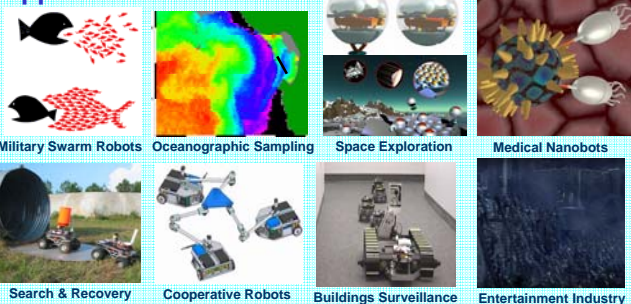 Military Swarm Robots Oceanographic Sampling Space Exploration Medical Nanobots
Search & Recovery Cooperative Robots Buildings Surveillance Entertainment Industry